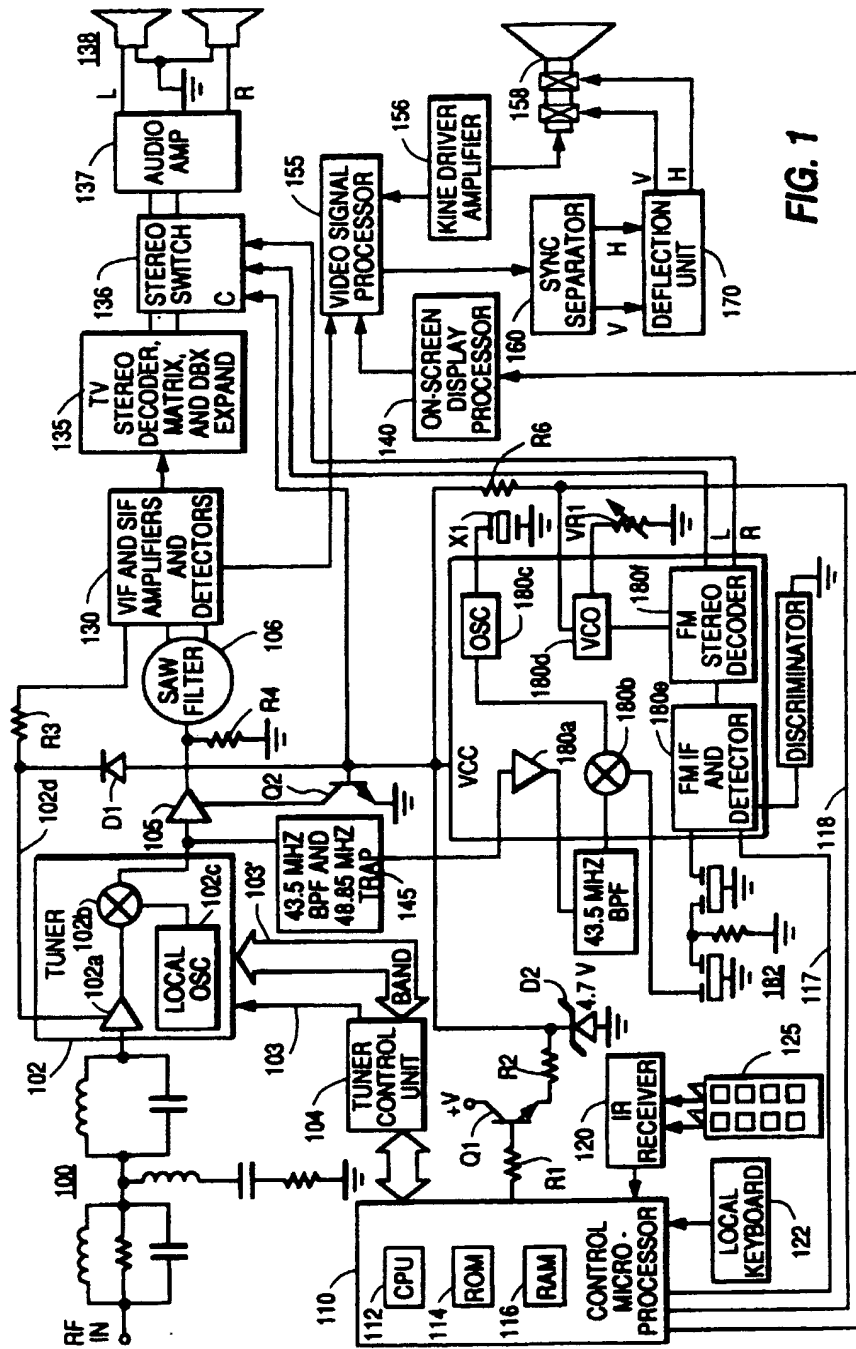 RF
IN
100
102
TUNER
102a
102b
102c
LOCAL
OSC
102d
103
103'
BAND
104
TUNER
CONTROL
UNIT
105
43.5 MHZ
BPF AND
48.85 MHZ
TRAP
145
D1
Q2
R3
R4
SAW
FILTER
106
130
VIF AND SIF
AMPLIFIERS
AND
DETECTORS
135
TV
STEREO
DECODER,
MATRIX,
AND DBX
EXPAND
136
STEREO
SWITCH
C
137
AUDIO
AMP
L
R
138
110
112
CPU
114
ROM
116
RAM
CONTROL
MICRO-
PROCESSOR
R1
Q1
+V
R2
D2
4.7 V
120
IR
RECEIVER
125
LOCAL
KEYBOARD
122
VCC
180a
180b
43.5 MHZ
BPF
OSC
180c
X1
R6
VCO
180d
VR1
180e
FM IF
AND
DETECTOR
180f
FM
STEREO
DECODER
L
R
DISCRIMINATOR
182
117
118
140
ON-SCREEN
DISPLAY
PROCESSOR
155
VIDEO SIGNAL
PROCESSOR
156
KINE DRIVER
AMPLIFIER
158
160
SYNC
SEPARATOR
V
H
DEFLECTION
UNIT
170
V
H
FIG. 1